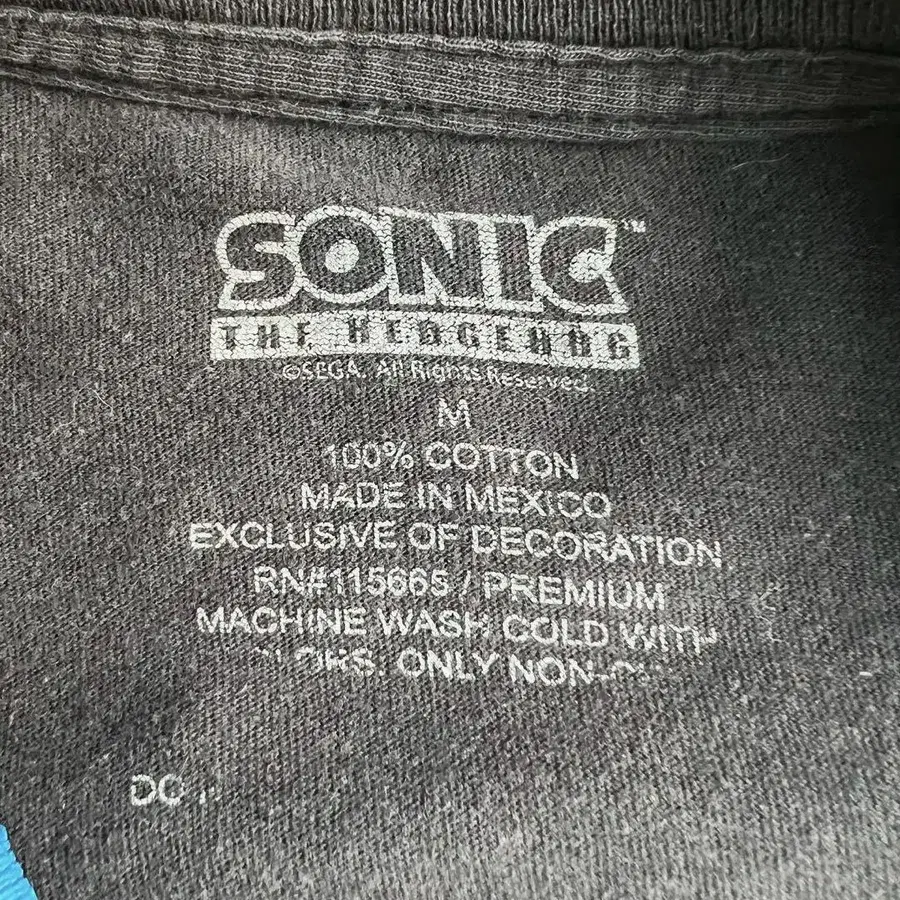 SONIC™
THE HEDGEHOG
©SEGA. All Rights Reserved.
M
100% COTTON
MADE IN MEXICO
EXCLUSIVE OF DECORATION
RN#115665 / PREMIUM
MACHINE WASH COLD WITH
ONLY
DO